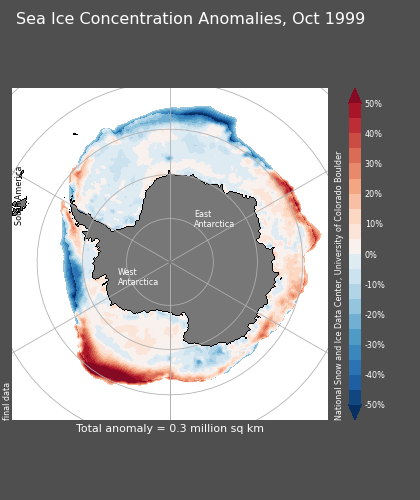 Sea Ice Concentration Anomalies, Oct 1999
South America
East
Antarctica
West
Antarctica
final data
50%
40%
30%
20%
10%
0%
-10%
-20%
-30%
-40%
-50%
National Snow and Ice Data Center, University of Colorado Boulder
Total anomaly = 0.3 million sq km